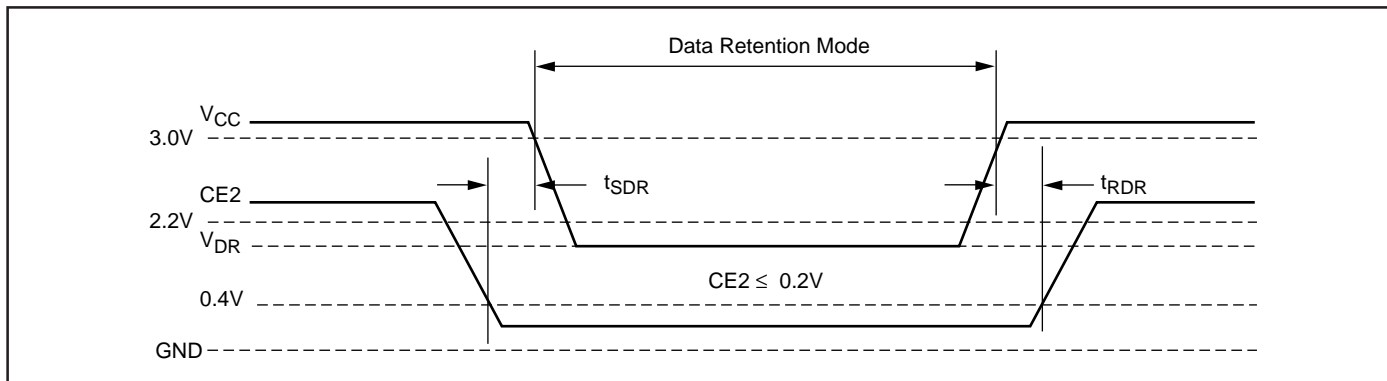 Data Retention Mode
VCC
3.0V
tSDR
tRDR
CE2
2.2V
VDR
CE2 ≤ 0.2V
0.4V
GND